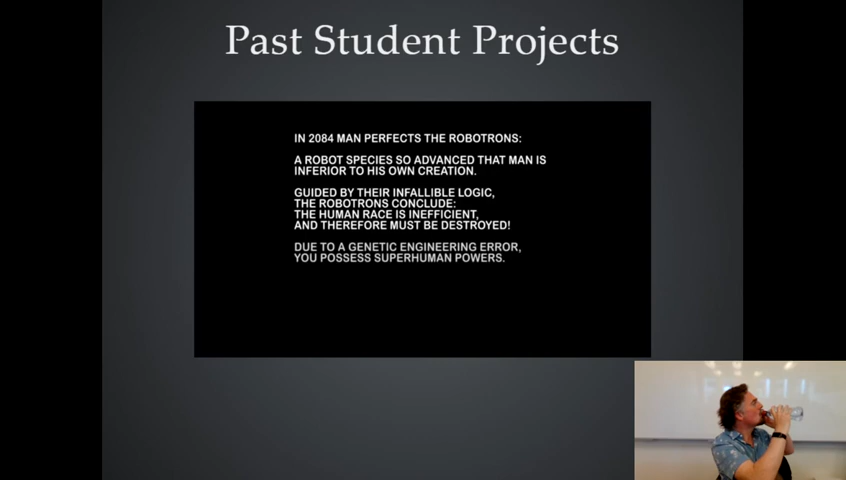 Past Student Projects
IN 2084 MAN PERFECTS THE ROBOTRONS:
A ROBOT SPECIES SO ADVANCED THAT MAN IS
INFERIOR TO HIS OWN CREATION.
GUIDED BY THEIR INFALLIBLE LOGIC,
THE ROBOTRONS CONCLUDE:
THE HUMAN RACE IS INEFFICIENT,
AND THEREFORE MUST BE DESTROYED!
DUE TO A GENETIC ENGINEERING ERROR,
YOU POSSESS SUPERHUMAN POWERS.